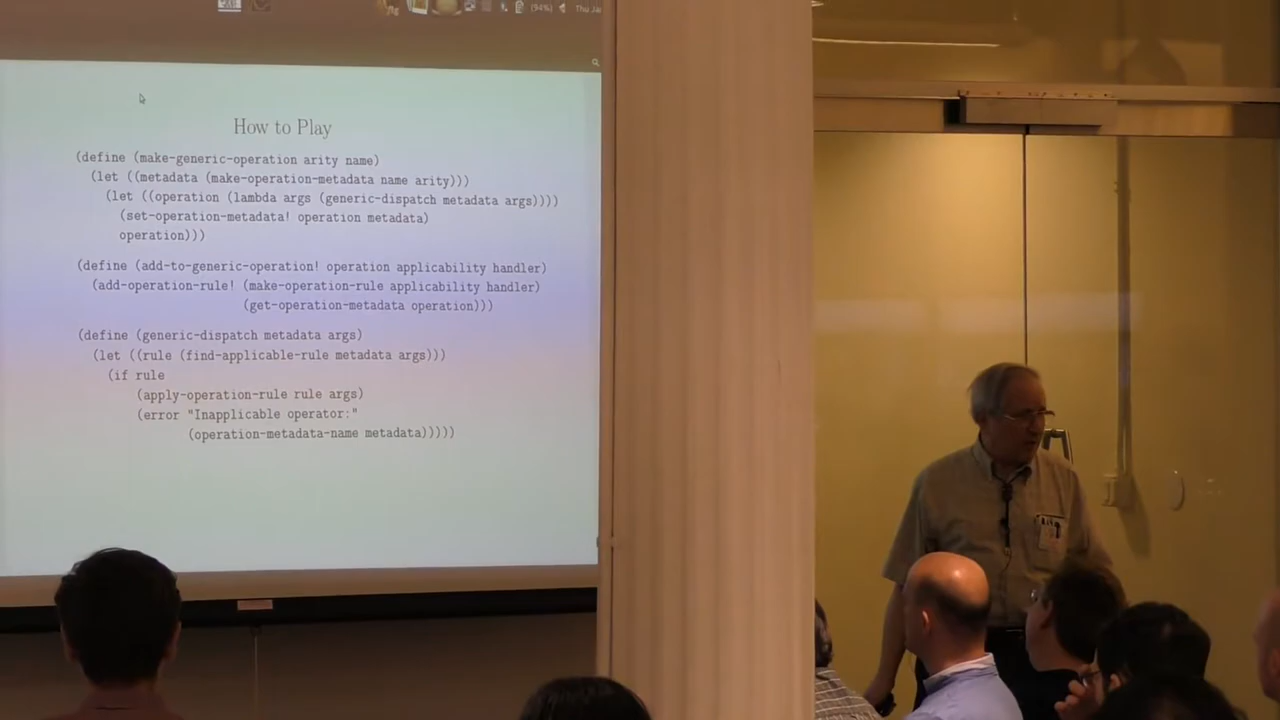 (94%) Thu Ja
How to Play
(define (make-generic-operation arity name)
(let ((metadata (make-operation-metadata name arity)))
(let ((operation (lambda args (generic-dispatch metadata args))))
(set-operation-metadata! operation metadata)
operation)))
(define (add-to-generic-operation! operation applicability handler)
(add-operation-rule! (make-operation-rule applicability handler)
(get-operation-metadata operation)))
(define (generic-dispatch metadata args)
(let ((rule (find-applicable-rule metadata args)))
(if rule
(apply-operation-rule rule args)
(error "Inapplicable operator:"
(operation-metadata-name metadata)))))